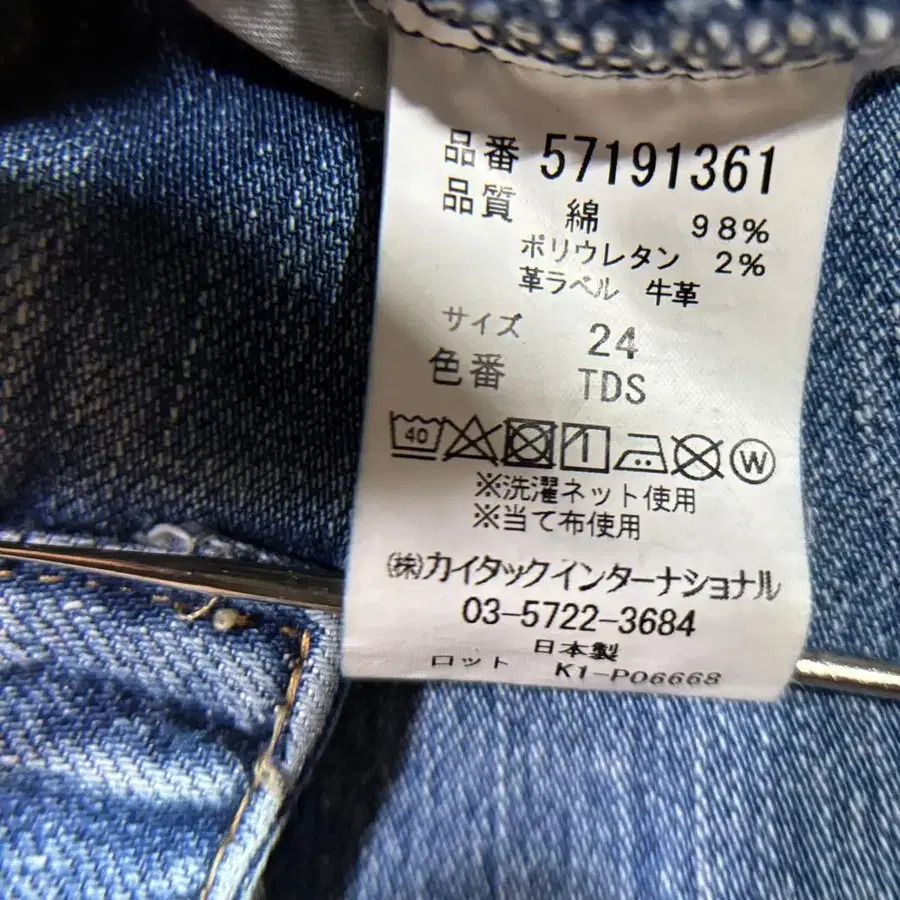 品番 57191361
品質 綿 98%
ポリウレタン 2%
革ラベル 牛革
サイズ 24
色番 TDS
40 W
※洗濯ネット使用
※当て布使用
㈱カイタックインターナショナル
03-5722-3684
日本製
ロット K1-P06668